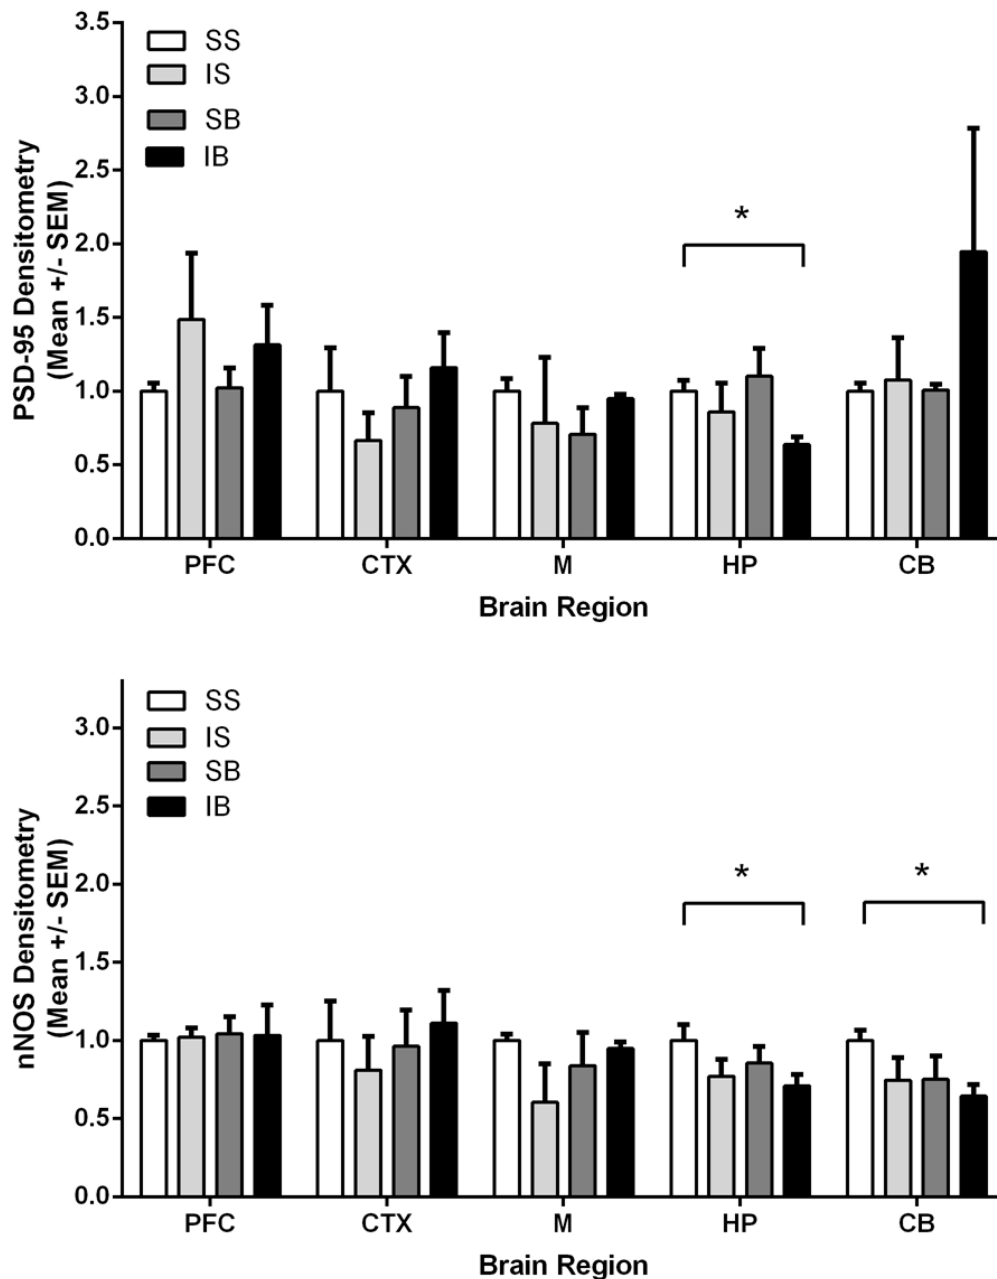 3.5
3.0
2.5
2.0
1.5
1.0
0.5
0.0
PSD-95 Densitometry
(Mean +/- SEM)
SS
IS
SB
IB
*
PFC CTX M HP CB
Brain Region
3.0
2.5
2.0
1.5
1.0
0.5
0.0
nNOS Densitometry
(Mean +/- SEM)
SS
IS
SB
IB
* *
PFC CTX M HP CB
Brain Region